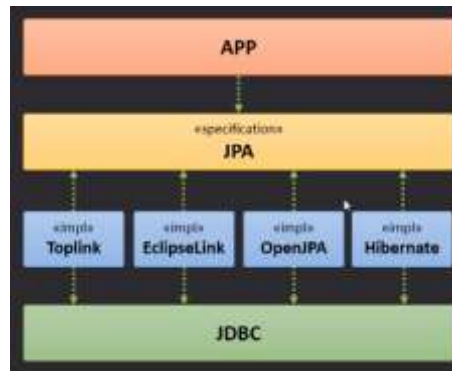 APP
«specification»
JPA
«impl»
Toplink
«impl»
EclipseLink
«impl»
OpenJPA
«impl»
Hibernate
JDBC